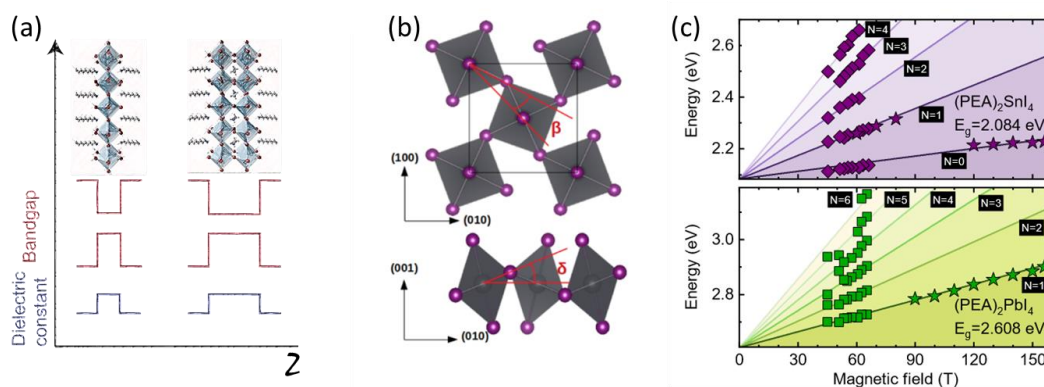 (a)
Bandgap
Dielectric
constant
z
(b)
β
(100)
(010)
δ
(001)
(010)
(c)
Energy (eV)
2.6
2.4
2.2
N=4
N=3
N=2
N=1
N=0
(PEA)₂SnI₄
E_g=2.084 eV
Energy (eV)
3.0
2.8
N=6
N=5
N=4
N=3
N=2
N=1
(PEA)₂PbI₄
E_g=2.608 eV
0 30 60 90 120 150
Magnetic field (T)